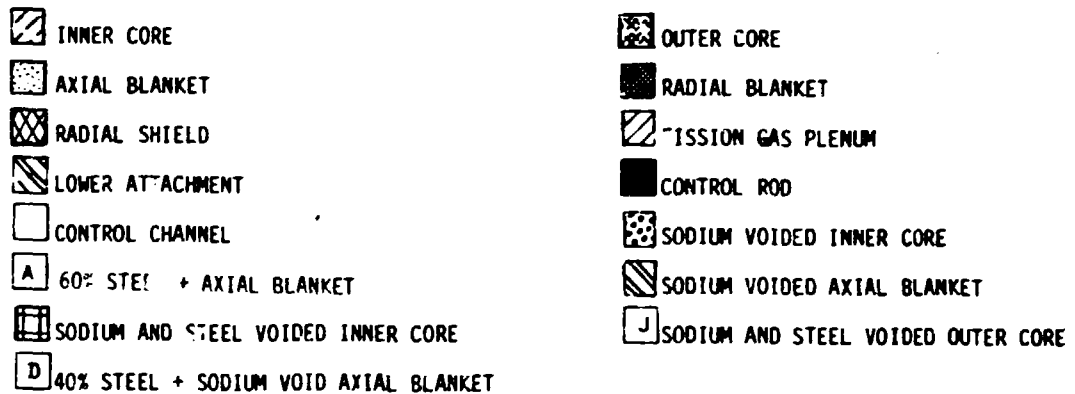 INNER CORE
AXIAL BLANKET
RADIAL SHIELD
LOWER ATTACHMENT
CONTROL CHANNEL
A 60% STE + AXIAL BLANKET
SODIUM AND STEEL VOIDED INNER CORE
D 40% STEEL + SODIUM VOID AXIAL BLANKET
OUTER CORE
RADIAL BLANKET
ISSION GAS PLENUM
CONTROL ROD
SODIUM VOIDED INNER CORE
SODIUM VOIDED AXIAL BLANKET
J SODIUM AND STEEL VOIDED OUTER CORE